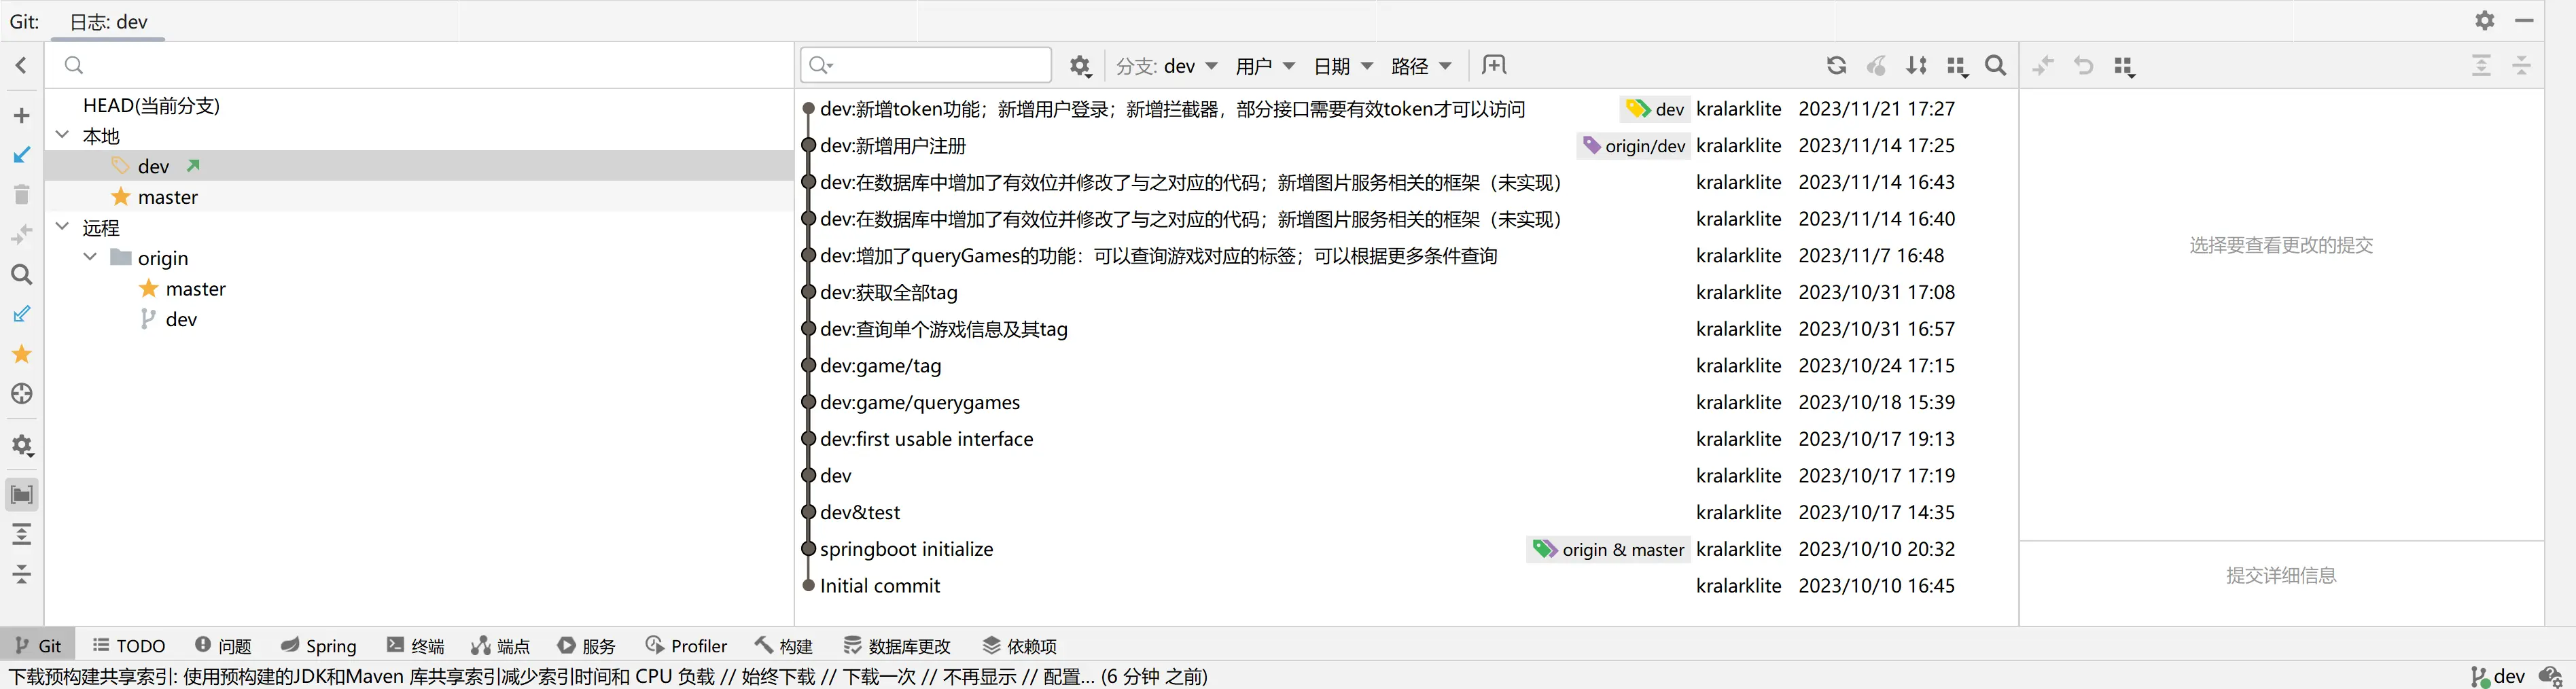 Git: 日志: dev
分支: dev 用户 日期 路径
HEAD(当前分支)
本地
dev
master
远程
origin
master
dev
dev:新增token功能；新增用户登录；新增拦截器，部分接口需要有效token才可以访问 dev kralarklite 2023/11/21 17:27
dev:新增用户注册 origin/dev kralarklite 2023/11/14 17:25
dev:在数据库中增加了有效位并修改了与之对应的代码；新增图片服务相关的框架（未实现） kralarklite 2023/11/14 16:43
dev:在数据库中增加了有效位并修改了与之对应的代码；新增图片服务相关的框架（未实现） kralarklite 2023/11/14 16:40
dev:增加了queryGames的功能：可以查询游戏对应的标签；可以根据更多条件查询 kralarklite 2023/11/7 16:48
dev:获取全部tag kralarklite 2023/10/31 17:08
dev:查询单个游戏信息及其tag kralarklite 2023/10/31 16:57
dev:game/tag kralarklite 2023/10/24 17:15
dev:game/querygames kralarklite 2023/10/18 15:39
dev:first usable interface kralarklite 2023/10/17 19:13
dev kralarklite 2023/10/17 17:19
dev&test kralarklite 2023/10/17 14:35
springboot initialize origin & master kralarklite 2023/10/10 20:32
Initial commit kralarklite 2023/10/10 16:45
选择要查看更改的提交
提交详细信息
Git TODO 问题 Spring 终端 端点 服务 Profiler 构建 数据库更改 依赖项
下载预构建共享索引: 使用预构建的JDK和Maven 库共享索引减少索引时间和 CPU 负载 // 始终下载 // 下载一次 // 不再显示 // 配置... (6 分钟 之前) dev